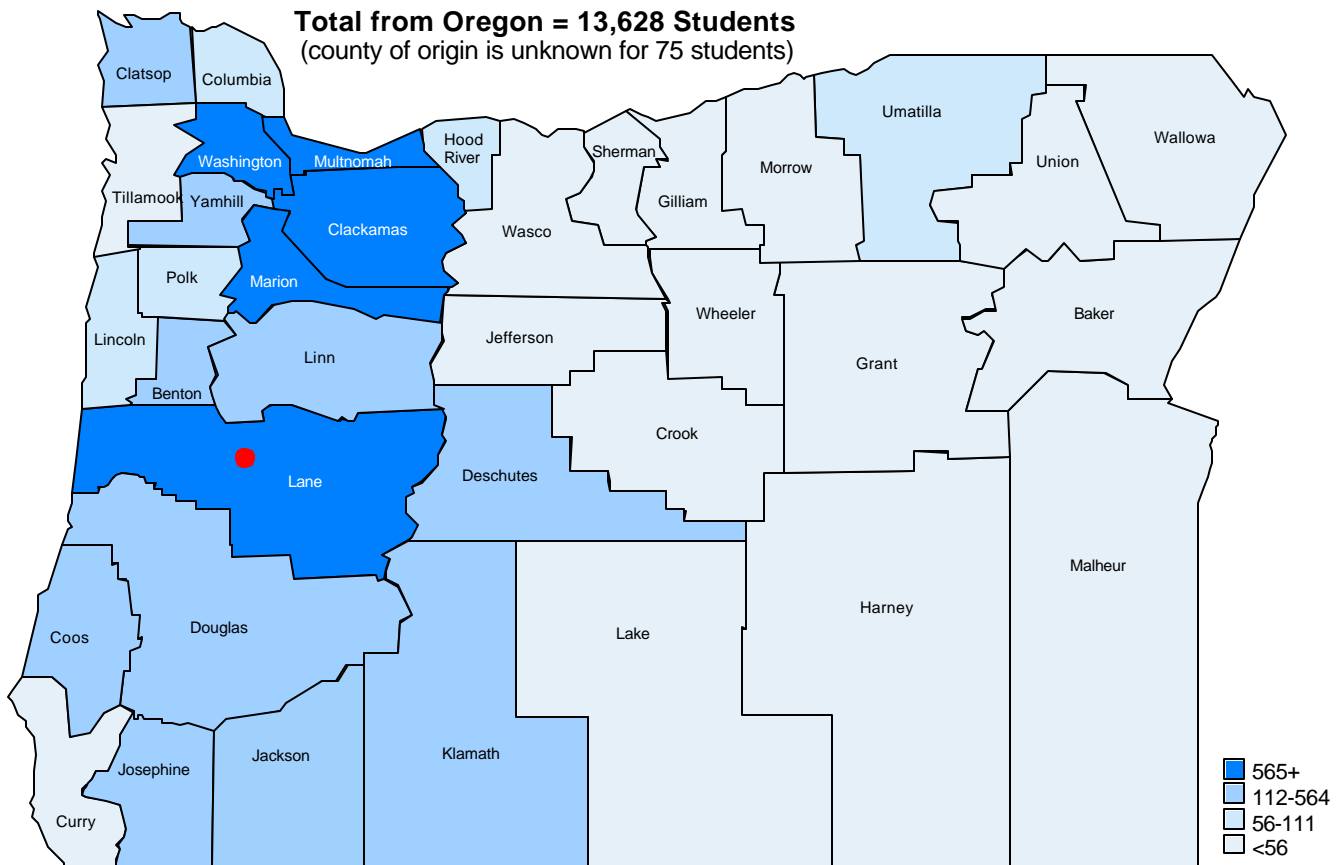 Total from Oregon = 13,628 Students
(county of origin is unknown for 75 students)
Clatsop
Columbia
Umatilla
Wallowa
Hood
River
Sherman
Washington
Multnomah
Morrow
Union
Tillamook
Yamhill
Gilliam
Clackamas
Wasco
Polk
Marion
Wheeler
Baker
Lincoln
Jefferson
Linn
Grant
Benton
Crook
Lane
Deschutes
Malheur
Harney
Coos
Douglas
Lake
Jackson
Klamath
Josephine
Curry
565+
112-564
56-111
<56